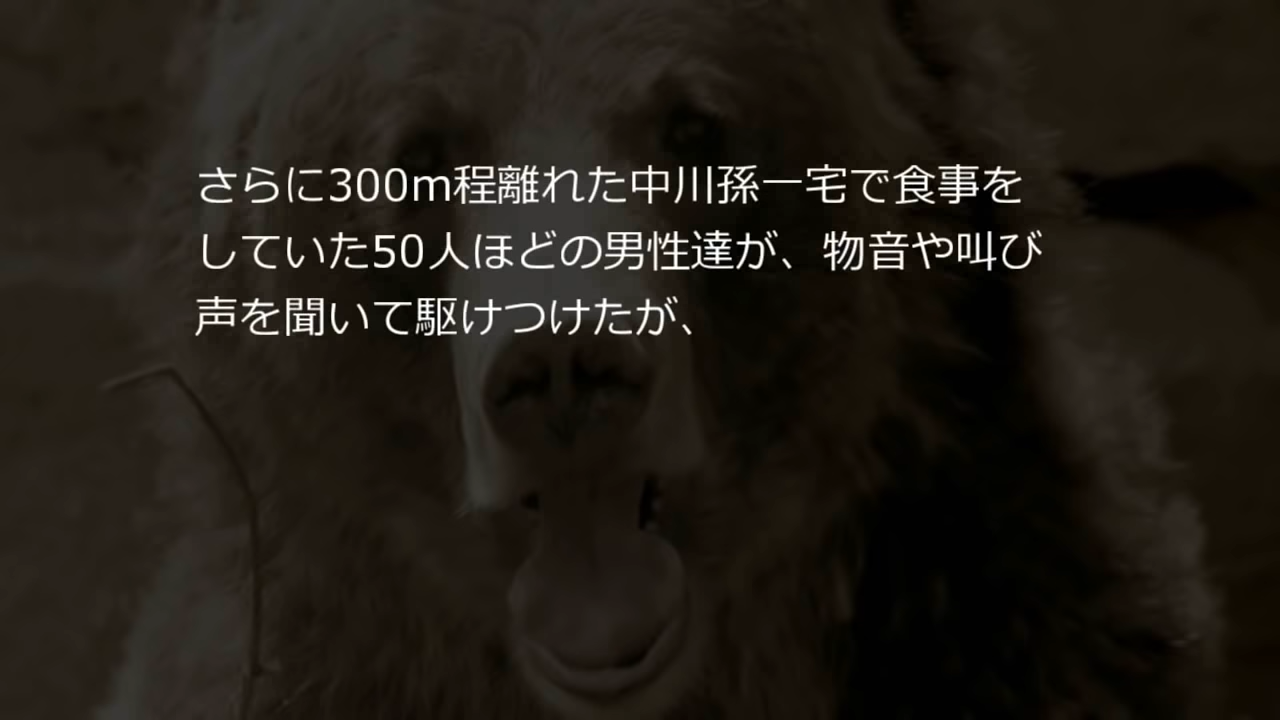 さらに300m程離れた中川孫一宅で食事を
していた50人ほどの男性達が、物音や叫び
声を聞いて駆けつけたが、